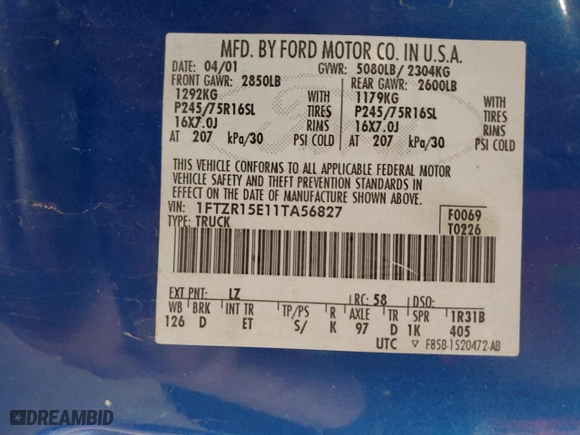 MFD. BY FORD MOTOR CO. IN U.S.A.
DATE: 04/01 GVWR: 5080LB/ 2304KG
FRONT GAWR: 2850LB REAR GAWR: 2600LB
1292KG WITH 1179KG WITH
P245/75R16SL TIRES P245/75R16SL TIRES
16X7.0J RIMS 16X7.0J RIMS
AT 207 kPa/30 PSI COLD AT 207 kPa/30 PSI COLD
THIS VEHICLE CONFORMS TO ALL APPLICABLE FEDERAL MOTOR
VEHICLE SAFETY AND THEFT PREVENTION STANDARDS IN
EFFECT ON THE DATE OF MANUFACTURE SHOWN ABOVE.
VIN: 1FTZR15E11TA56827 F0069
TYPE: TRUCK T0226
EXT PNT: LZ RC: 58 DSO:
WB BRK INT TR TP/PS R AXLE TR SPR 1R31B
126 D ET S/ K 97 D 1K 405
UTC ▽ F85B-1520472-AB
DREAMBID